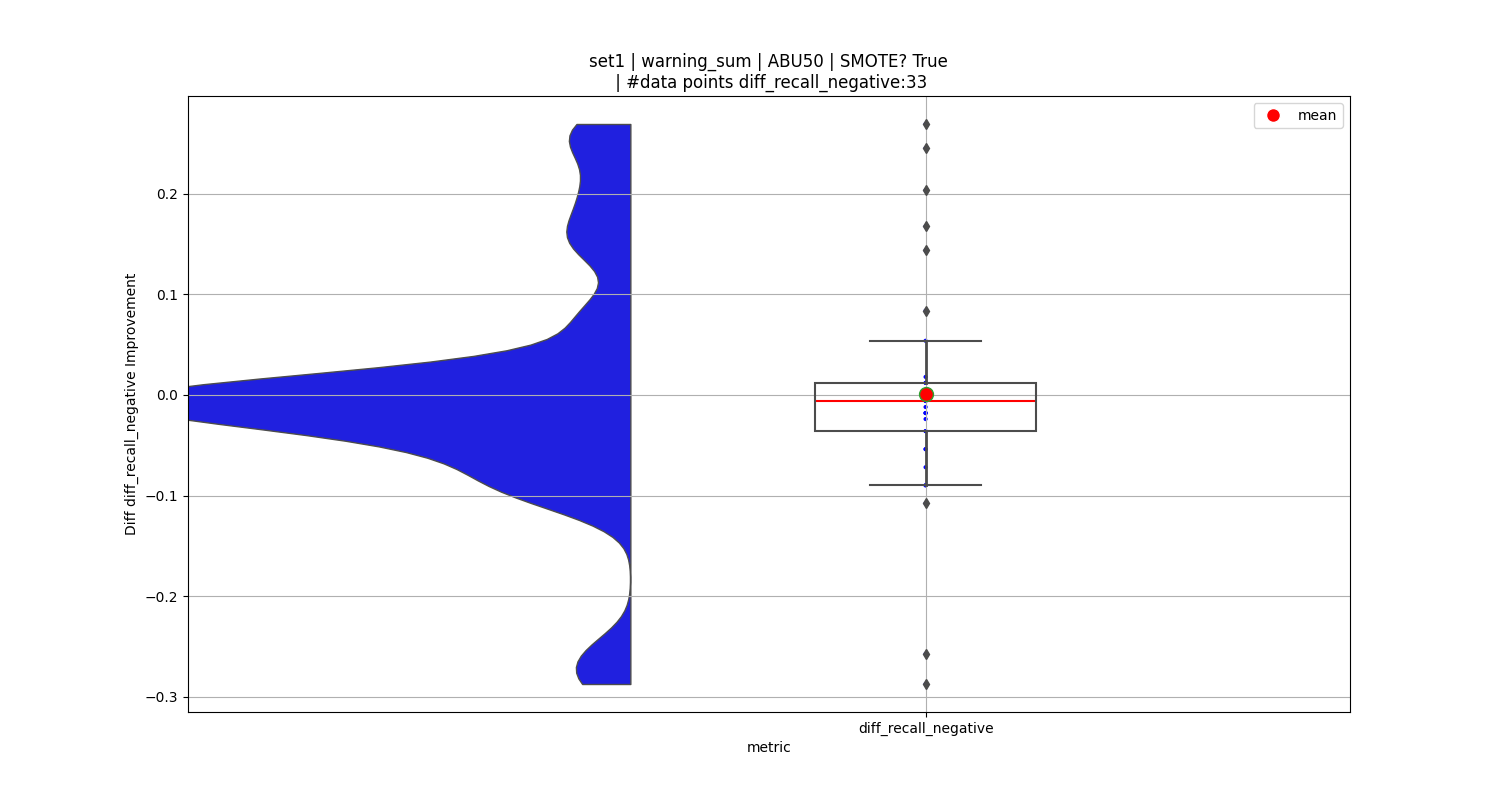 set1 | warning_sum | ABU50 | SMOTE? True
| #data points diff_recall_negative:33
mean
0.2
0.1
0.0
−0.1
−0.2
−0.3
Diff diff_recall_negative Improvement
diff_recall_negative
metric